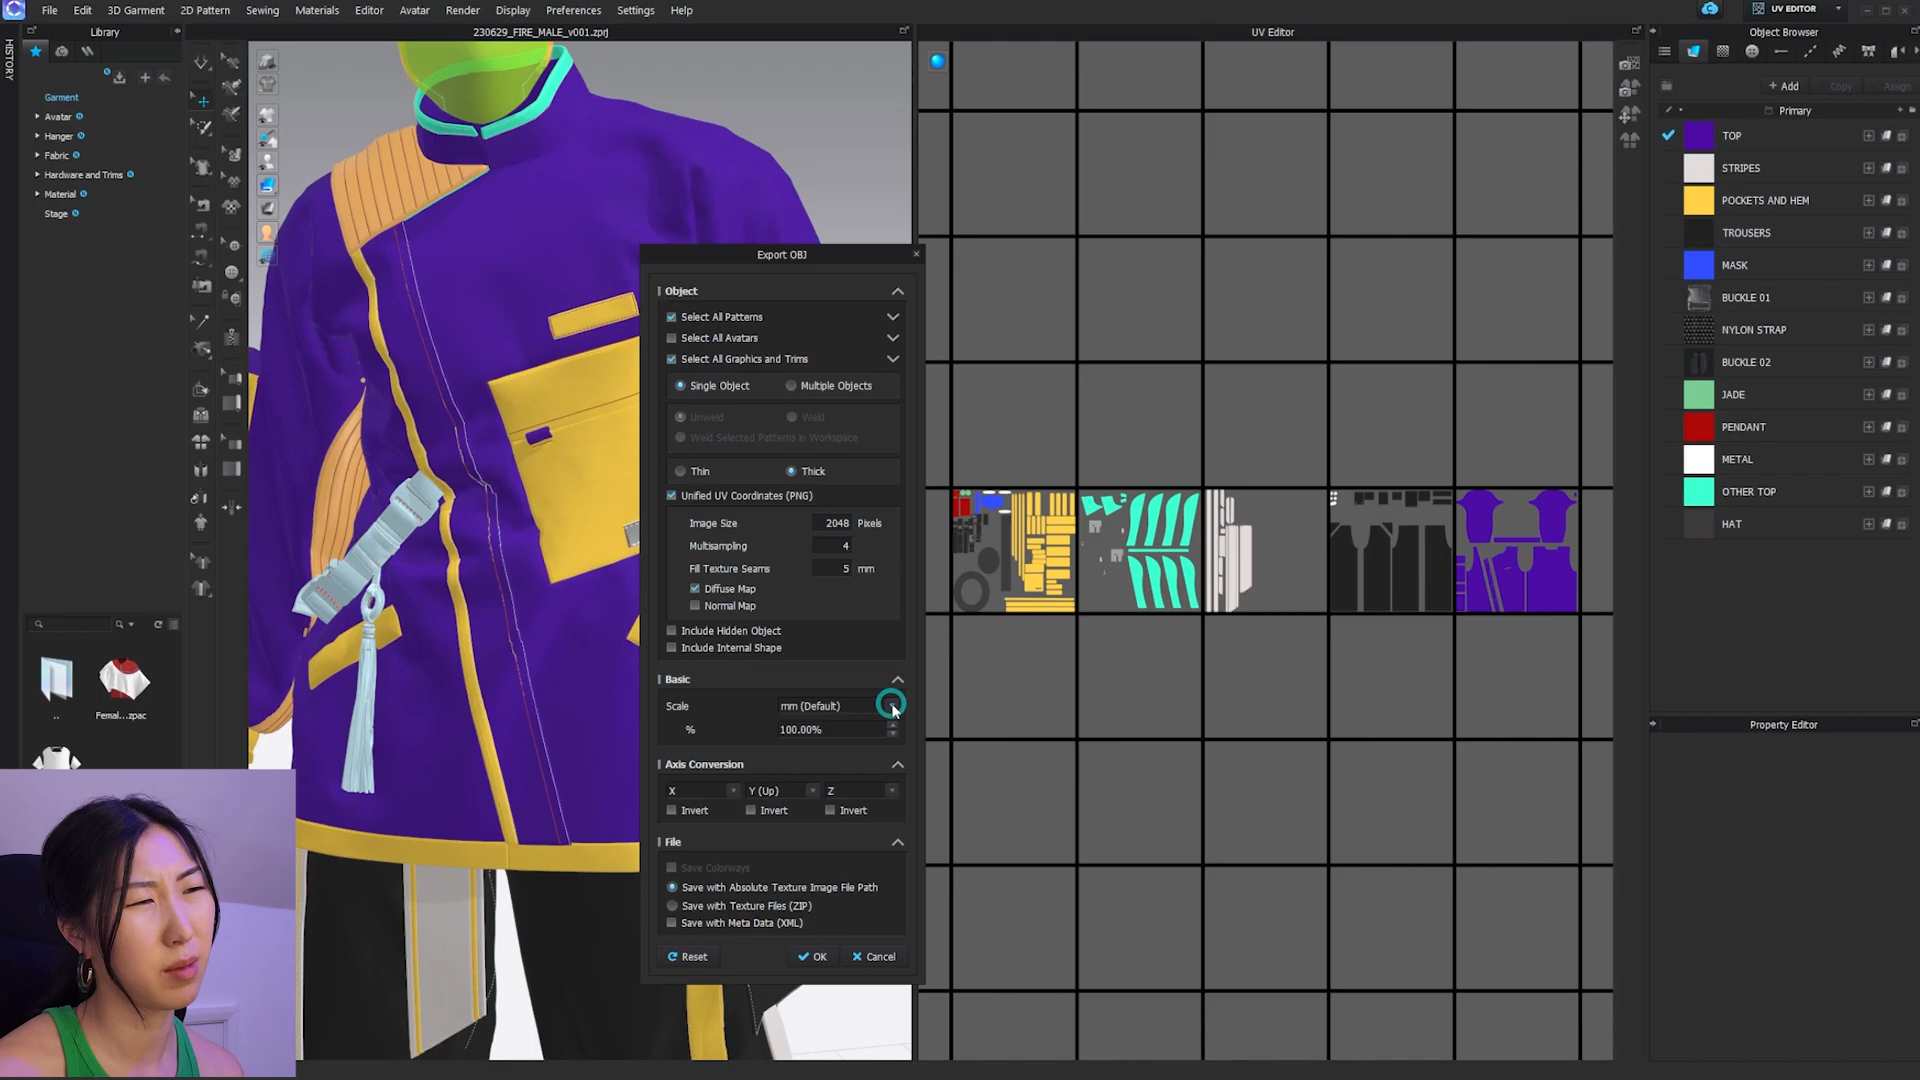 File Edit 3D Garment 2D Pattern Sewing Materials Editor Avatar Render Display Preferences Settings Help
UV EDITOR
HISTORY
Library
230629_FIRE_MALE_v001.zprj
UV Editor
Object Browser
Garment
Avatar
Hanger
Fabric
Hardware and Trims
Material
Stage
..
Femal...zpac
Export OBJ
Object
Select All Patterns
Select All Avatars
Select All Graphics and Trims
Single Object Multiple Objects
Unweld Weld
Weld Selected Patterns in Workspace
Thin Thick
Unified UV Coordinates (PNG)
Image Size 2048 Pixels
Multisampling 4
Fill Texture Seams 5 mm
Diffuse Map
Normal Map
Include Hidden Object
Include Internal Shape
Basic
Scale mm (Default)
% 100.00%
Axis Conversion
X Y (Up) Z
Invert Invert Invert
File
Save Colorways
Save with Absolute Texture Image File Path
Save with Texture Files (ZIP)
Save with Meta Data (XML)
Reset OK Cancel
+ Add Copy Assign
Primary
TOP
STRIPES
POCKETS AND HEM
TROUSERS
MASK
BUCKLE 01
NYLON STRAP
BUCKLE 02
JADE
PENDANT
METAL
OTHER TOP
HAT
Property Editor